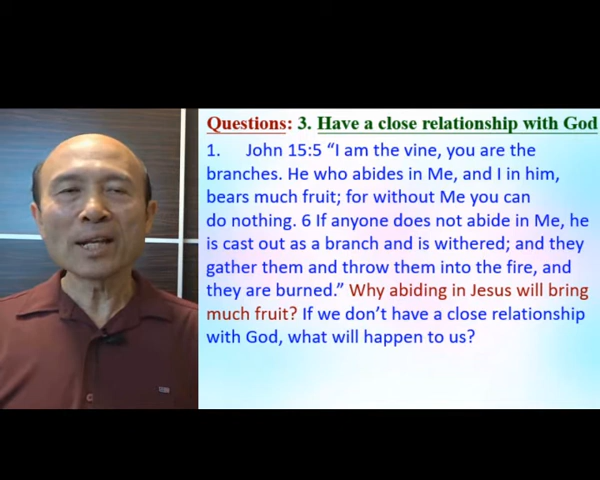 Questions: 3. Have a close relationship with God
1. John 15:5 “I am the vine, you are the
branches. He who abides in Me, and I in him,
bears much fruit; for without Me you can
do nothing. 6 If anyone does not abide in Me, he
is cast out as a branch and is withered; and they
gather them and throw them into the fire, and
they are burned.” Why abiding in Jesus will bring
much fruit? If we don’t have a close relationship
with God, what will happen to us?